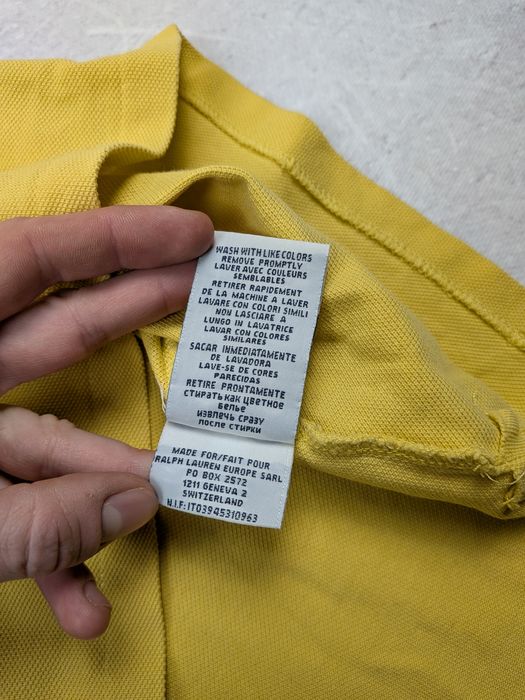 WASH WITH LIKE COLORS
REMOVE PROMPTLY
LAVER AVEC COULEURS
SEMBLABLES
RETIRER RAPIDEMENT
DE LA MACHINE A LAVER
LAVARE CON COLORI SIMILI
NON LASCIARE A
LUNGO IN LAVATRICE
LAVAR CON COLORES
SIMILARES
SACAR INMEDIATAMENTE
DE LAVADORA
LAVE-SE DE CORES
PARECIDAS
RETIRE PRONTAMENTE
СТИРАТЬ КАК ЦВЕТНОЕ
БЕЛЬЕ
ИЗВЛЕЧЬ СРАЗУ
ПОСЛЕ СТИРКИ
MADE FOR/FAIT POUR
RALPH LAUREN EUROPE SARL
PO BOX 2572
1211 GENEVA 2
SWITZERLAND
N.I.F.:IT03945310963